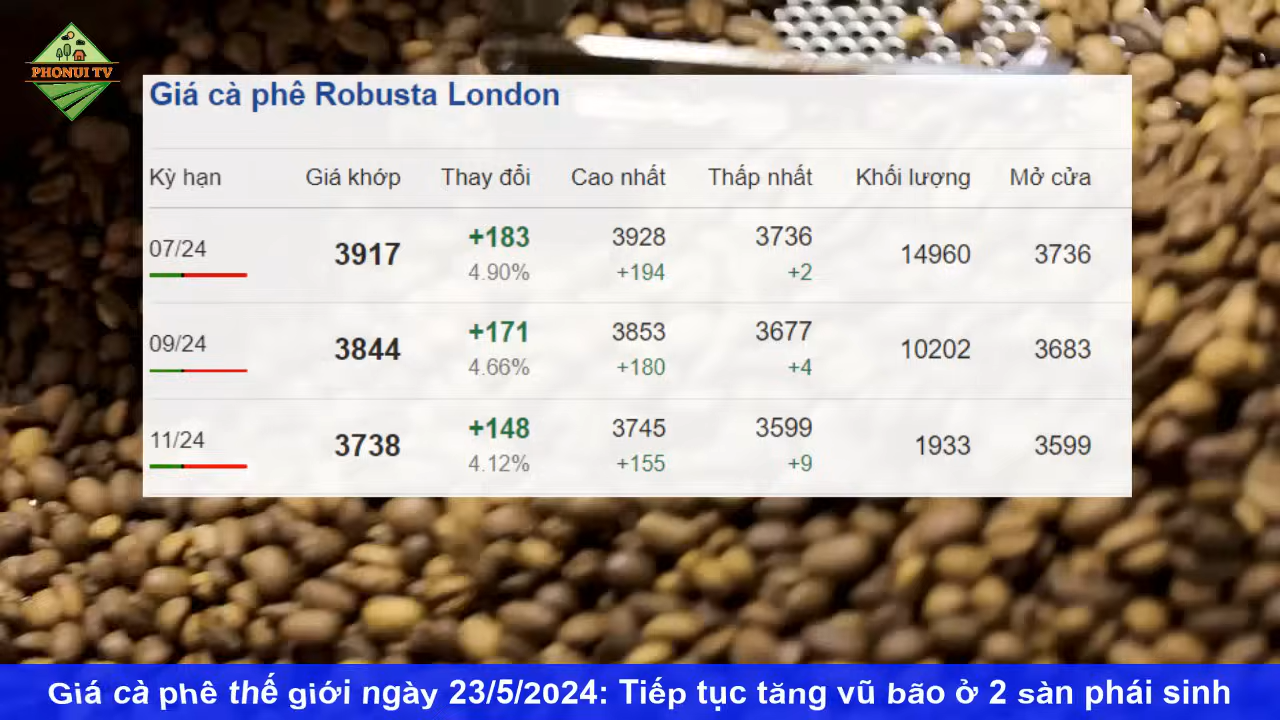 PHONUI TV
Giá cà phê Robusta London
Kỳ hạn Giá khớp Thay đổi Cao nhất Thấp nhất Khối lượng Mở cửa
07/24 3917 +183 3928 3736 14960 3736
4.90% +194 +2
09/24 3844 +171 3853 3677 10202 3683
4.66% +180 +4
11/24 3738 +148 3745 3599 1933 3599
4.12% +155 +9
Giá cà phê thế giới ngày 23/5/2024: Tiếp tục tăng vũ bão ở 2 sàn phái sinh